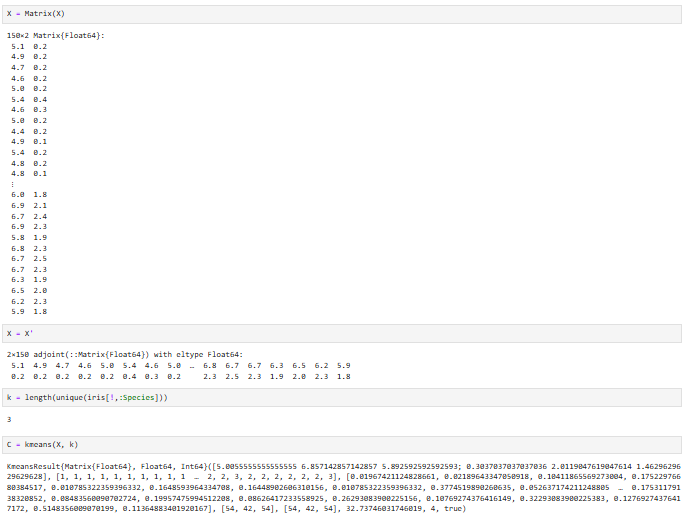 X = Matrix(X)
150×2 Matrix{Float64}:
5.1 0.2
4.9 0.2
4.7 0.2
4.6 0.2
5.0 0.2
5.4 0.4
4.6 0.3
5.0 0.2
4.4 0.2
4.9 0.1
5.4 0.2
4.8 0.2
4.8 0.1
⋮
6.0 1.8
6.9 2.1
6.7 2.4
6.9 2.3
5.8 1.9
6.8 2.3
6.7 2.5
6.7 2.3
6.3 1.9
6.5 2.0
6.2 2.3
5.9 1.8
X = X'
2×150 adjoint(::Matrix{Float64}) with eltype Float64:
5.1 4.9 4.7 4.6 5.0 5.4 4.6 5.0 … 6.8 6.7 6.7 6.3 6.5 6.2 5.9
0.2 0.2 0.2 0.2 0.2 0.4 0.3 0.2 2.3 2.5 2.3 1.9 2.0 2.3 1.8
k = length(unique(iris[!,:Species]))
3
C = kmeans(X, k)
KmeansResult{Matrix{Float64}, Float64, Int64}([5.0055555555555555 6.857142857142857 5.892592592592593; 0.3037037037037036 2.0119047619047614 1.46296296
29629628], [1, 1, 1, 1, 1, 1, 1, 1, 1, 1 … 2, 2, 3, 2, 2, 2, 2, 2, 2, 3], [0.01967421124828661, 0.02189643347050918, 0.10411865569273004, 0.175229766
80384517, 0.010785322359396332, 0.1648593964334708, 0.16448902606310156, 0.010785322359396332, 0.3774519890260635, 0.052637174211248805 … 0.175311791
38320852, 0.08483560090702724, 0.19957475994512208, 0.08626417233558925, 0.26293083900225156, 0.10769274376416149, 0.32293083900225383, 0.1276927437641
7172, 0.5148356009070199, 0.11364883401920167], [54, 42, 54], [54, 42, 54], 32.73746031746019, 4, true)